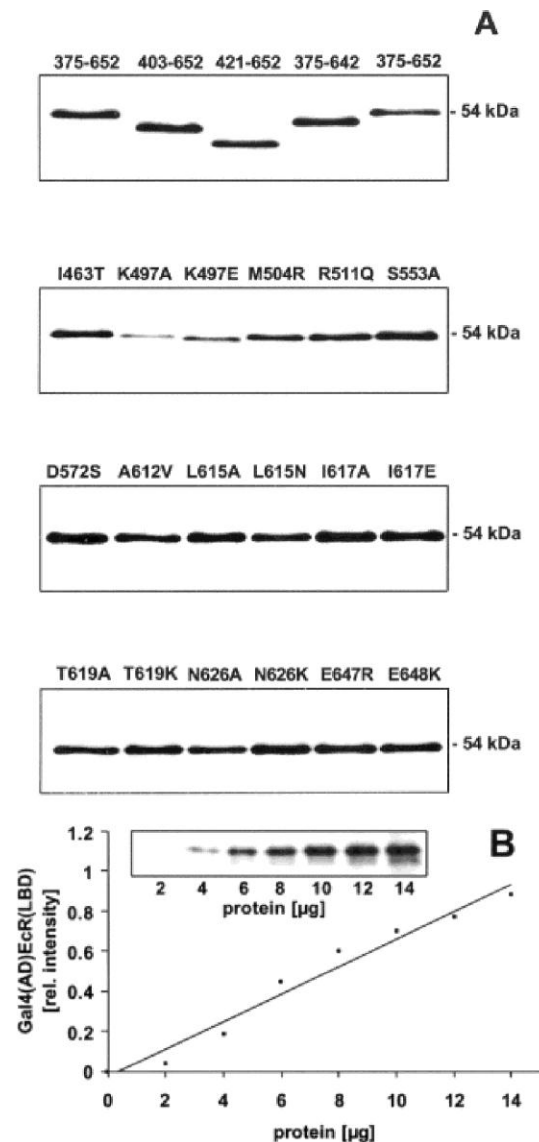 A
375-652 403-652 421-652 375-642 375-652
- 54 kDa
I463T K497A K497E M504R R511Q S553A
- 54 kDa
D572S A612V L615A L615N I617A I617E
- 54 kDa
T619A T619K N626A N626K E647R E648K
- 54 kDa
B
Gal4(AD)EcR(LBD)
[rel. intensity]
1.2
1
0.8
0.6
0.4
0.2
0
2 4 6 8 10 12 14
protein [µg]
0 2 4 6 8 10 12 14
protein [µg]